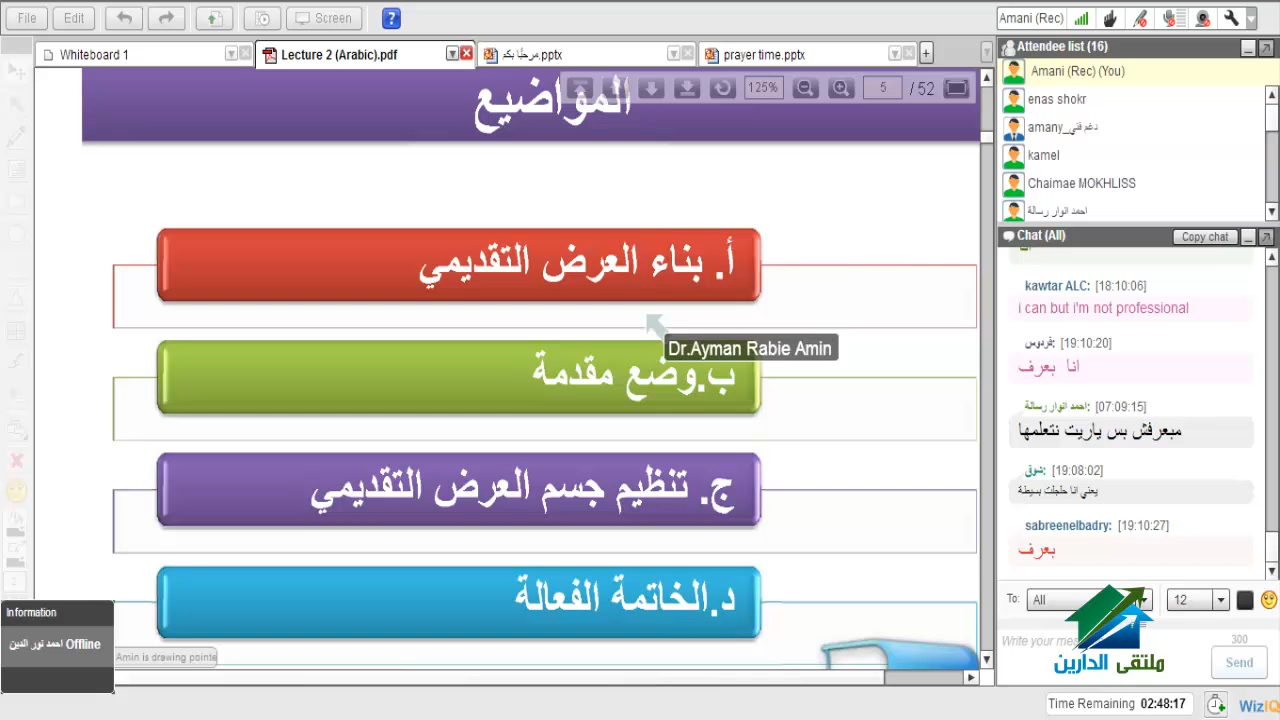 File Edit Screen ? Amani (Rec)
Whiteboard 1 Lecture 2 (Arabic).pdf مرحبًا بكم.pptx prayer time.pptx
125% 5 / 52
المواضيع
أ. بناء العرض التقديمي
Dr.Ayman Rabie Amin
ب.وضع مقدمة
ج. تنظيم جسم العرض التقديمي
د.الخاتمة الفعالة
Information
احمد نور الدين Offline
Amin is drawing pointe
Attendee list (16)
Amani (Rec) (You)
enas shokr
amany_دعم فني
kamel
Chaimae MOKHLISS
احمد انوار رسالة
Chat (All) Copy chat
kawtar ALC: [18:10:06]
i can but i'm not professional
فردوس: [19:10:20]
انا بعرف
احمد انوار رسالة: [07:09:15]
مبعرفش بس ياريت نتعلمها
شوق: [19:08:02]
يعني انا حاجات بسيطة
sabreenelbadry: [19:10:27]
بعرف
To: All 12
Write your mes 300
Send
ملتقى الدارين
Time Remaining 02:48:17
WizIQ